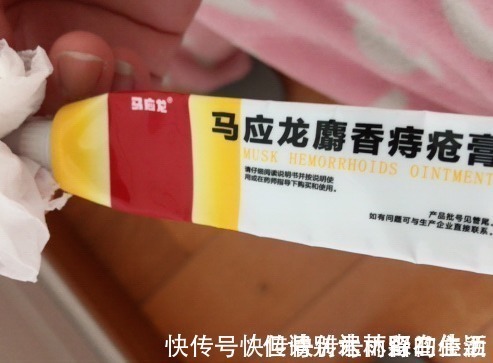 马应龙®
马应龙麝香痔疮膏
MUSK HEMORRHOIDS OINTMENT
请仔细阅读说明书并按说明使
用或在药师指导下购买和使用。
产品批号见管尾。
如有问题可与生产企业直接联系。
快传号